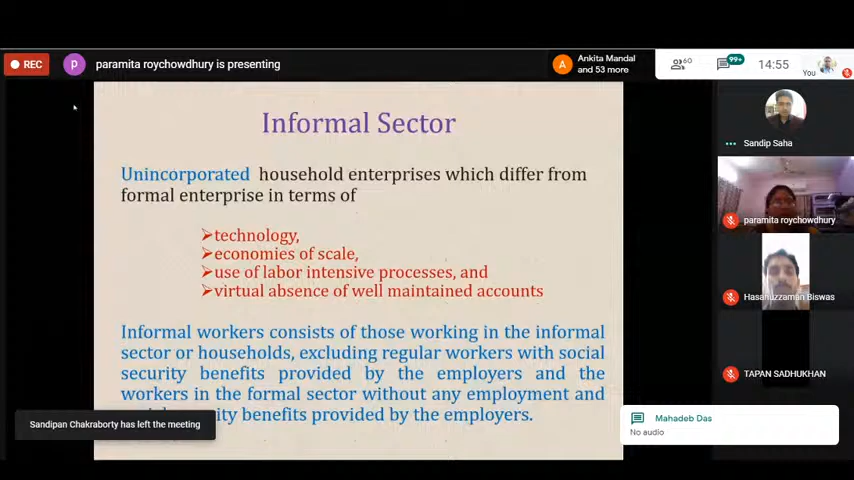 REC
p
paramita roychowdhury is presenting
A
Ankita Mandal
and 53 more
60
99+
14:55
You
Informal Sector
Unincorporated household enterprises which differ from
formal enterprise in terms of
➢technology,
➢economies of scale,
➢use of labor intensive processes, and
➢virtual absence of well maintained accounts
Informal workers consists of those working in the informal
sector or households, excluding regular workers with social
security benefits provided by the employers and the
workers in the formal sector without any employment and
benefits provided by the employers.
Sandipan Chakraborty has left the meeting
Sandip Saha
paramita roychowdhury
Hasanuzzaman Biswas
TAPAN SADHUKHAN
Mahadeb Das
No audio